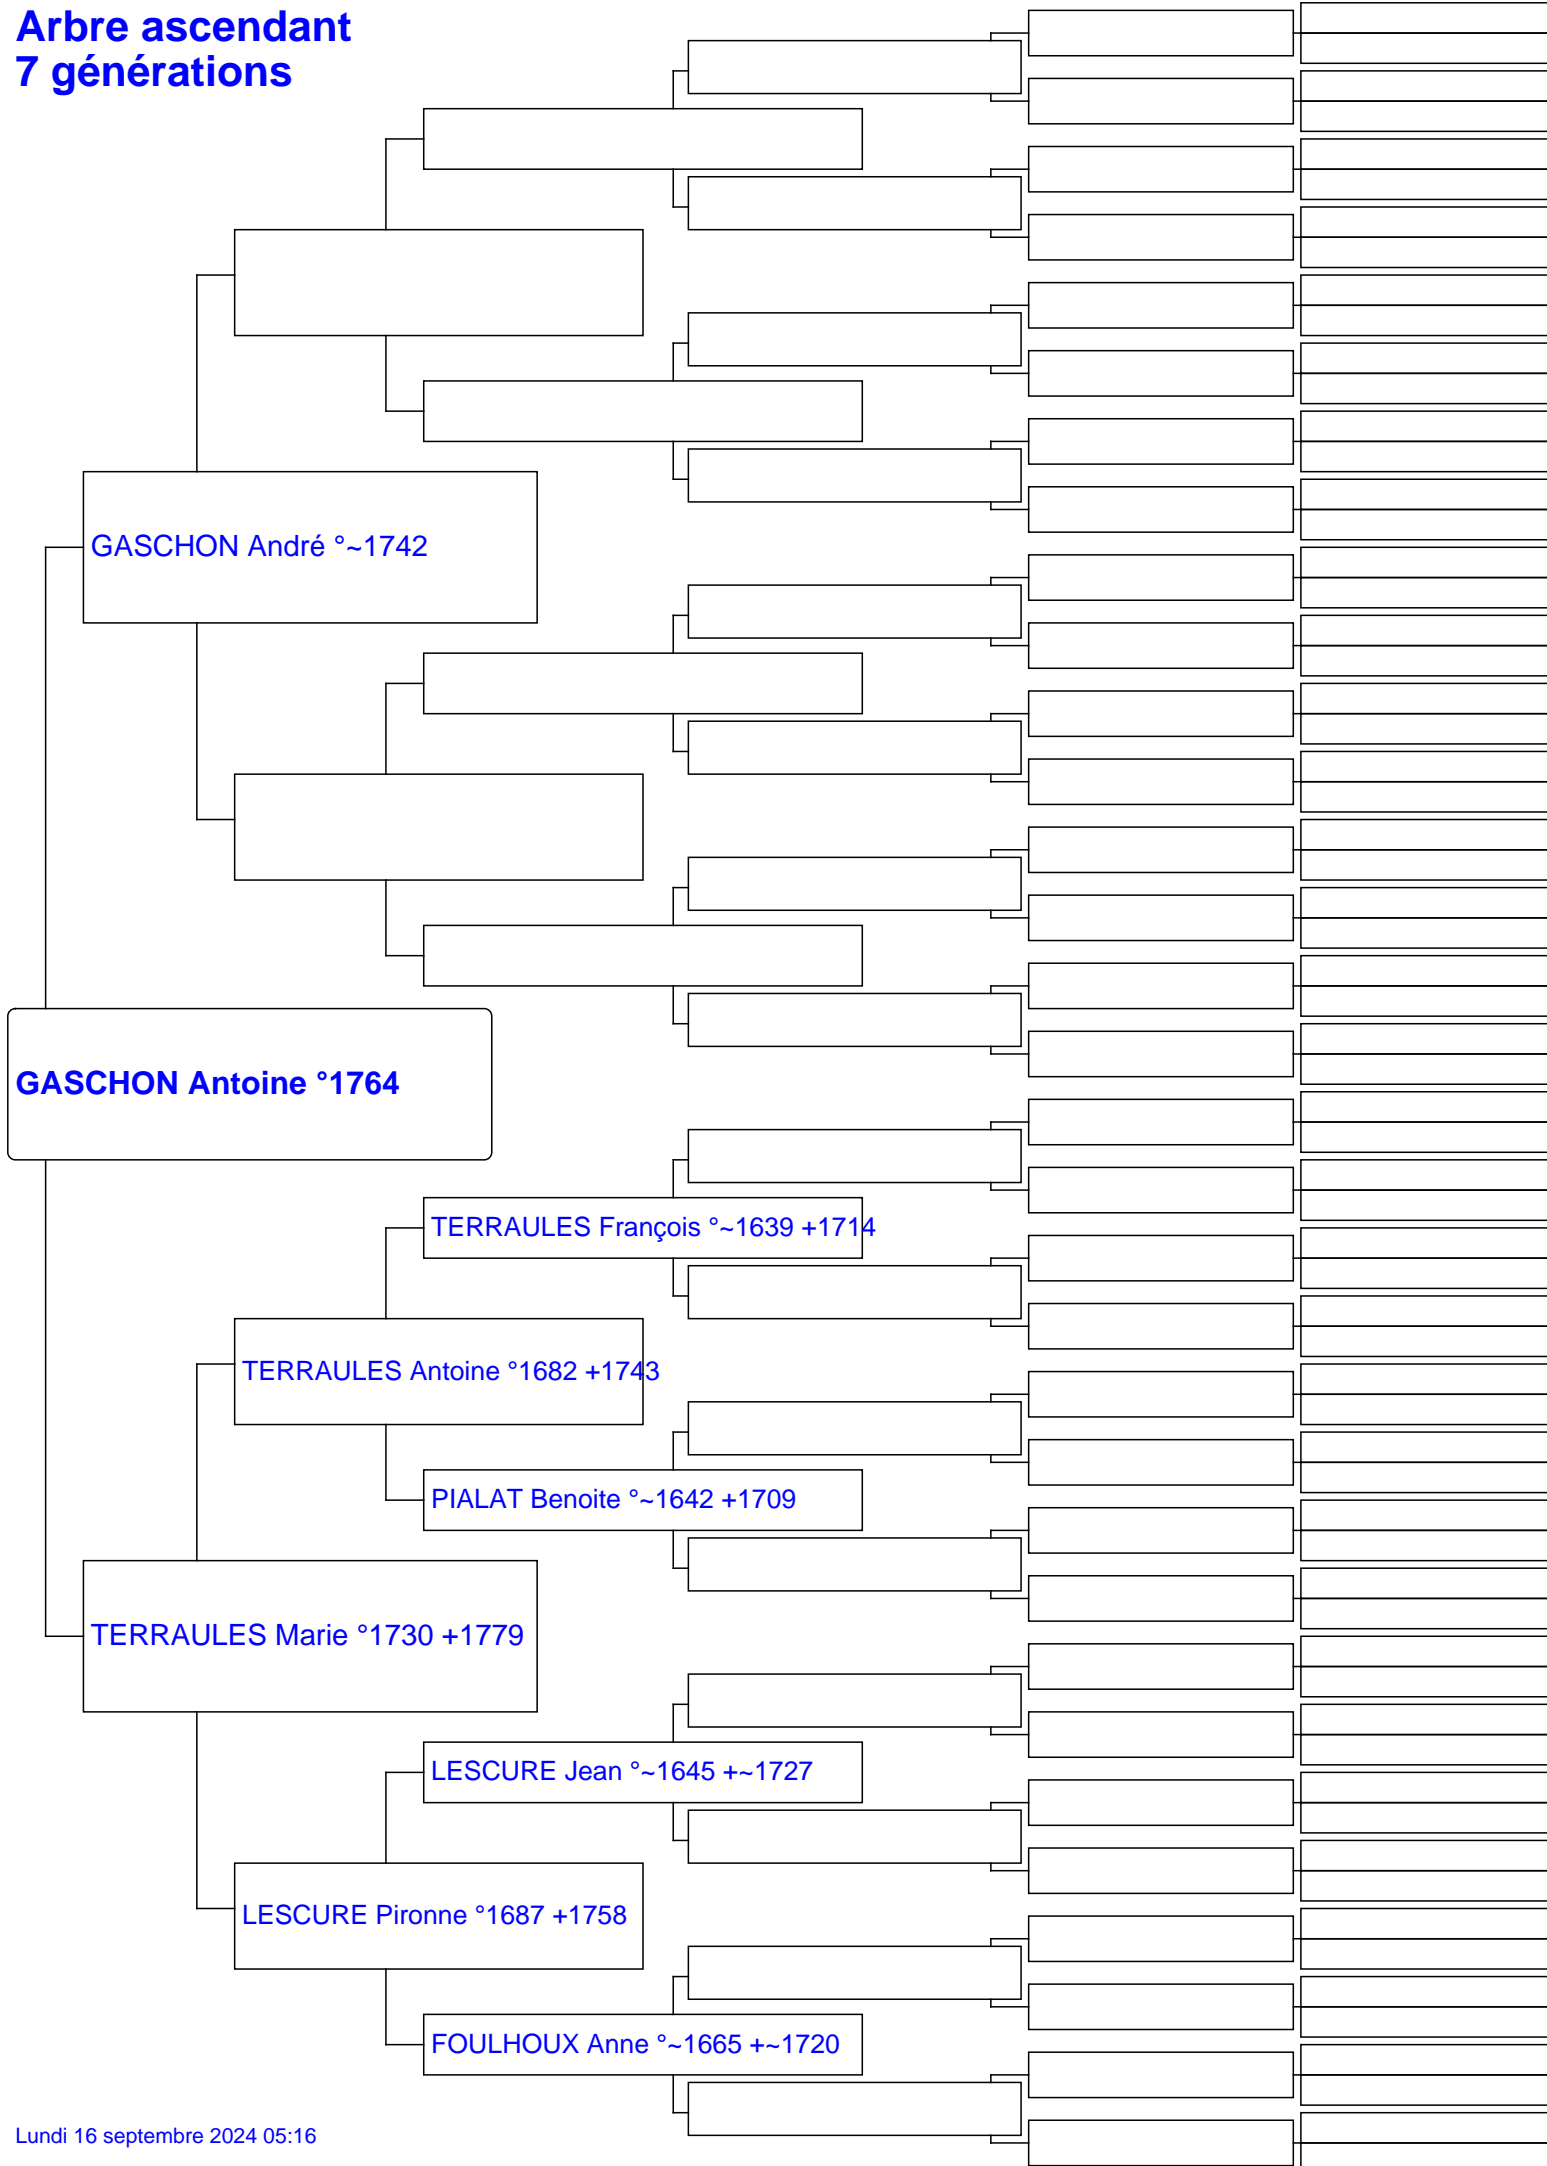 Arbre ascendant
7 générations
GASCHON André °~1742
GASCHON Antoine °1764
TERRAULES François °~1639 +1714
TERRAULES Antoine °1682 +1743
PIALAT Benoite °~1642 +1709
TERRAULES Marie °1730 +1779
LESCURE Jean °~1645 +~1727
LESCURE Pironne °1687 +1758
FOULHOUX Anne °~1665 +~1720
Lundi 16 septembre 2024 05:16